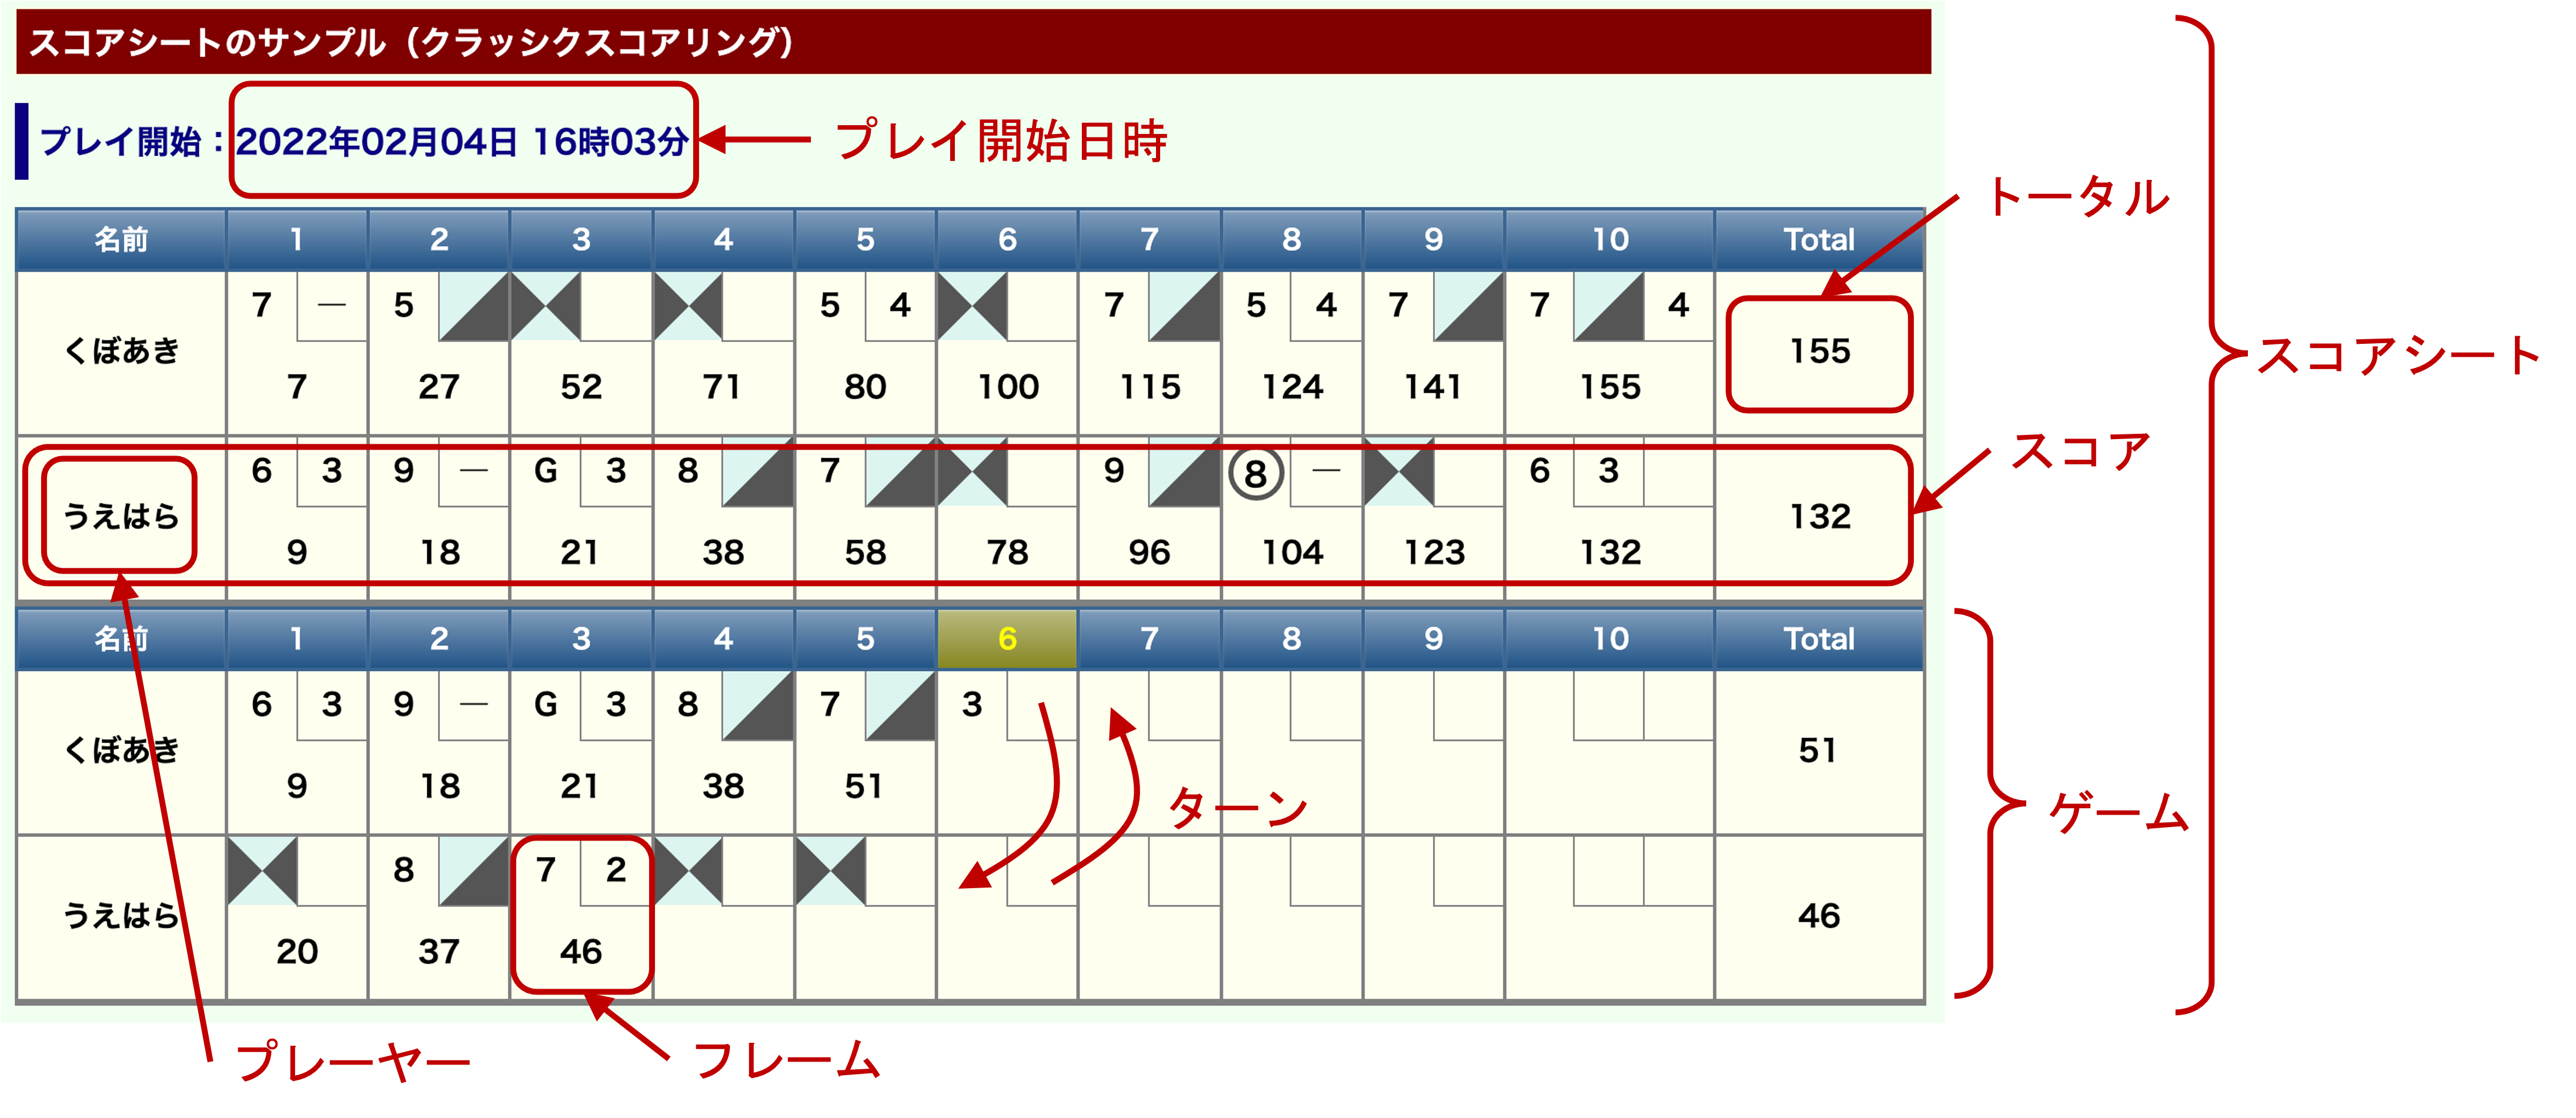 スコアシートのサンプル（クラッシクスコアリング）
プレイ開始：2022年02月04日 16時03分
プレイ開始日時
トータル
名前 1 2 3 4 5 6 7 8 9 10 Total
7 — 5 5 4 7 5 4 7 7 4
くぼあき 155
7 27 52 71 80 100 115 124 141 155
スコアシート
スコア
6 3 9 — G 3 8 7 9 8 — 6 3
うえはら 132
9 18 21 38 58 78 96 104 123 132
名前 1 2 3 4 5 6 7 8 9 10 Total
6 3 9 — G 3 8 7 3
くぼあき 51
9 18 21 38 51
ターン
ゲーム
8 7 2
うえはら 46
20 37 46
プレーヤー
フレーム